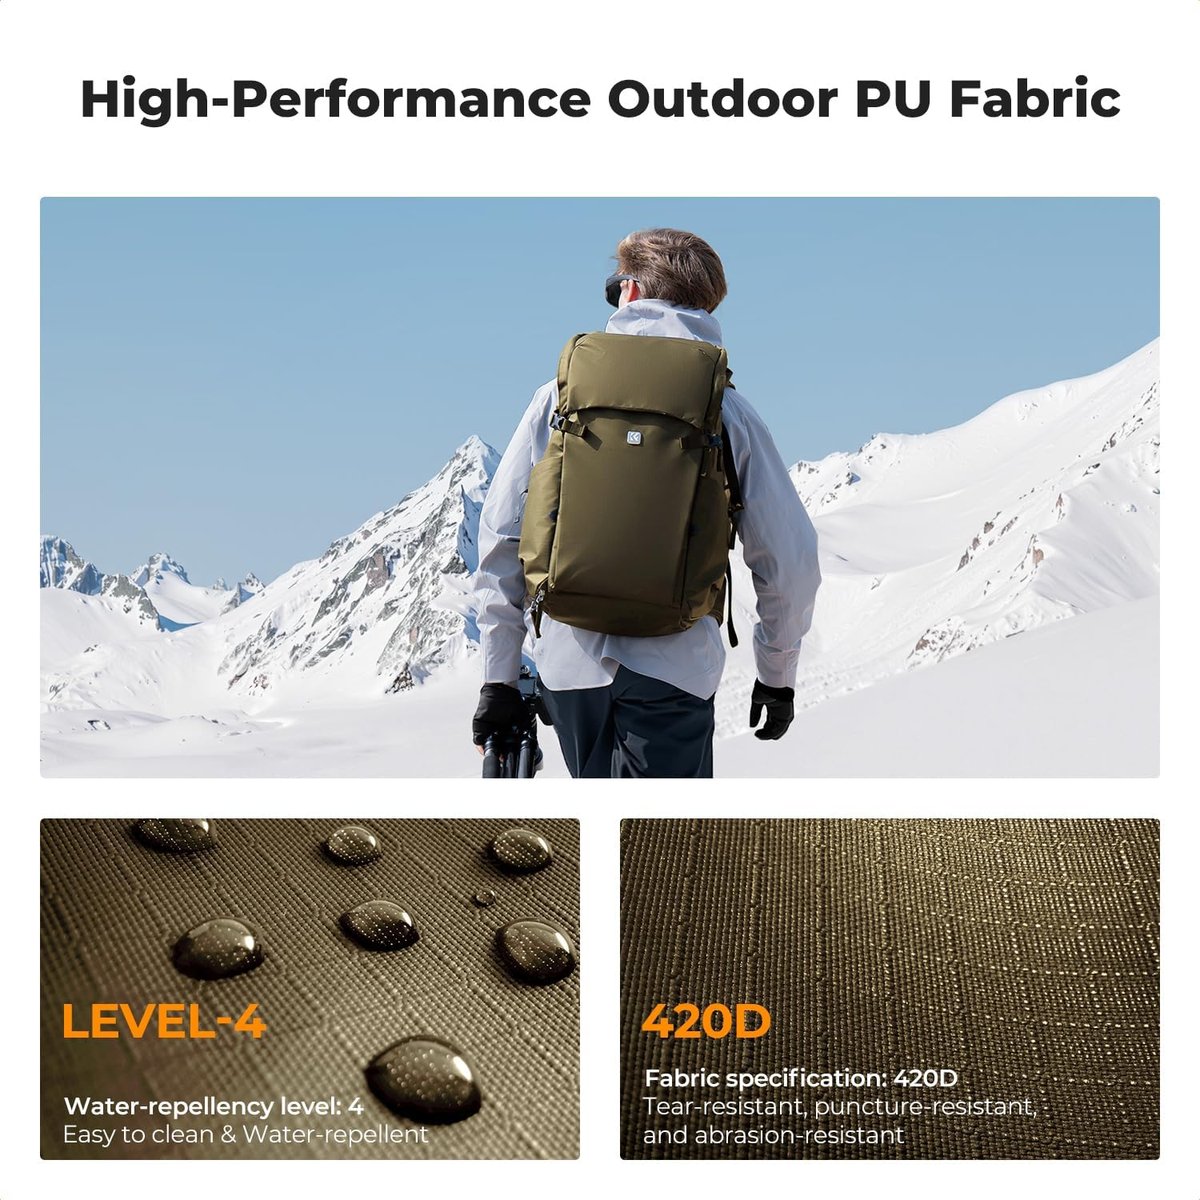 High-Performance Outdoor PU Fabric
LEVEL-4
Water-repellency level: 4
Easy to clean & Water-repellent
420D
Fabric specification: 420D
Tear-resistant, puncture-resistant,
and abrasion-resistant